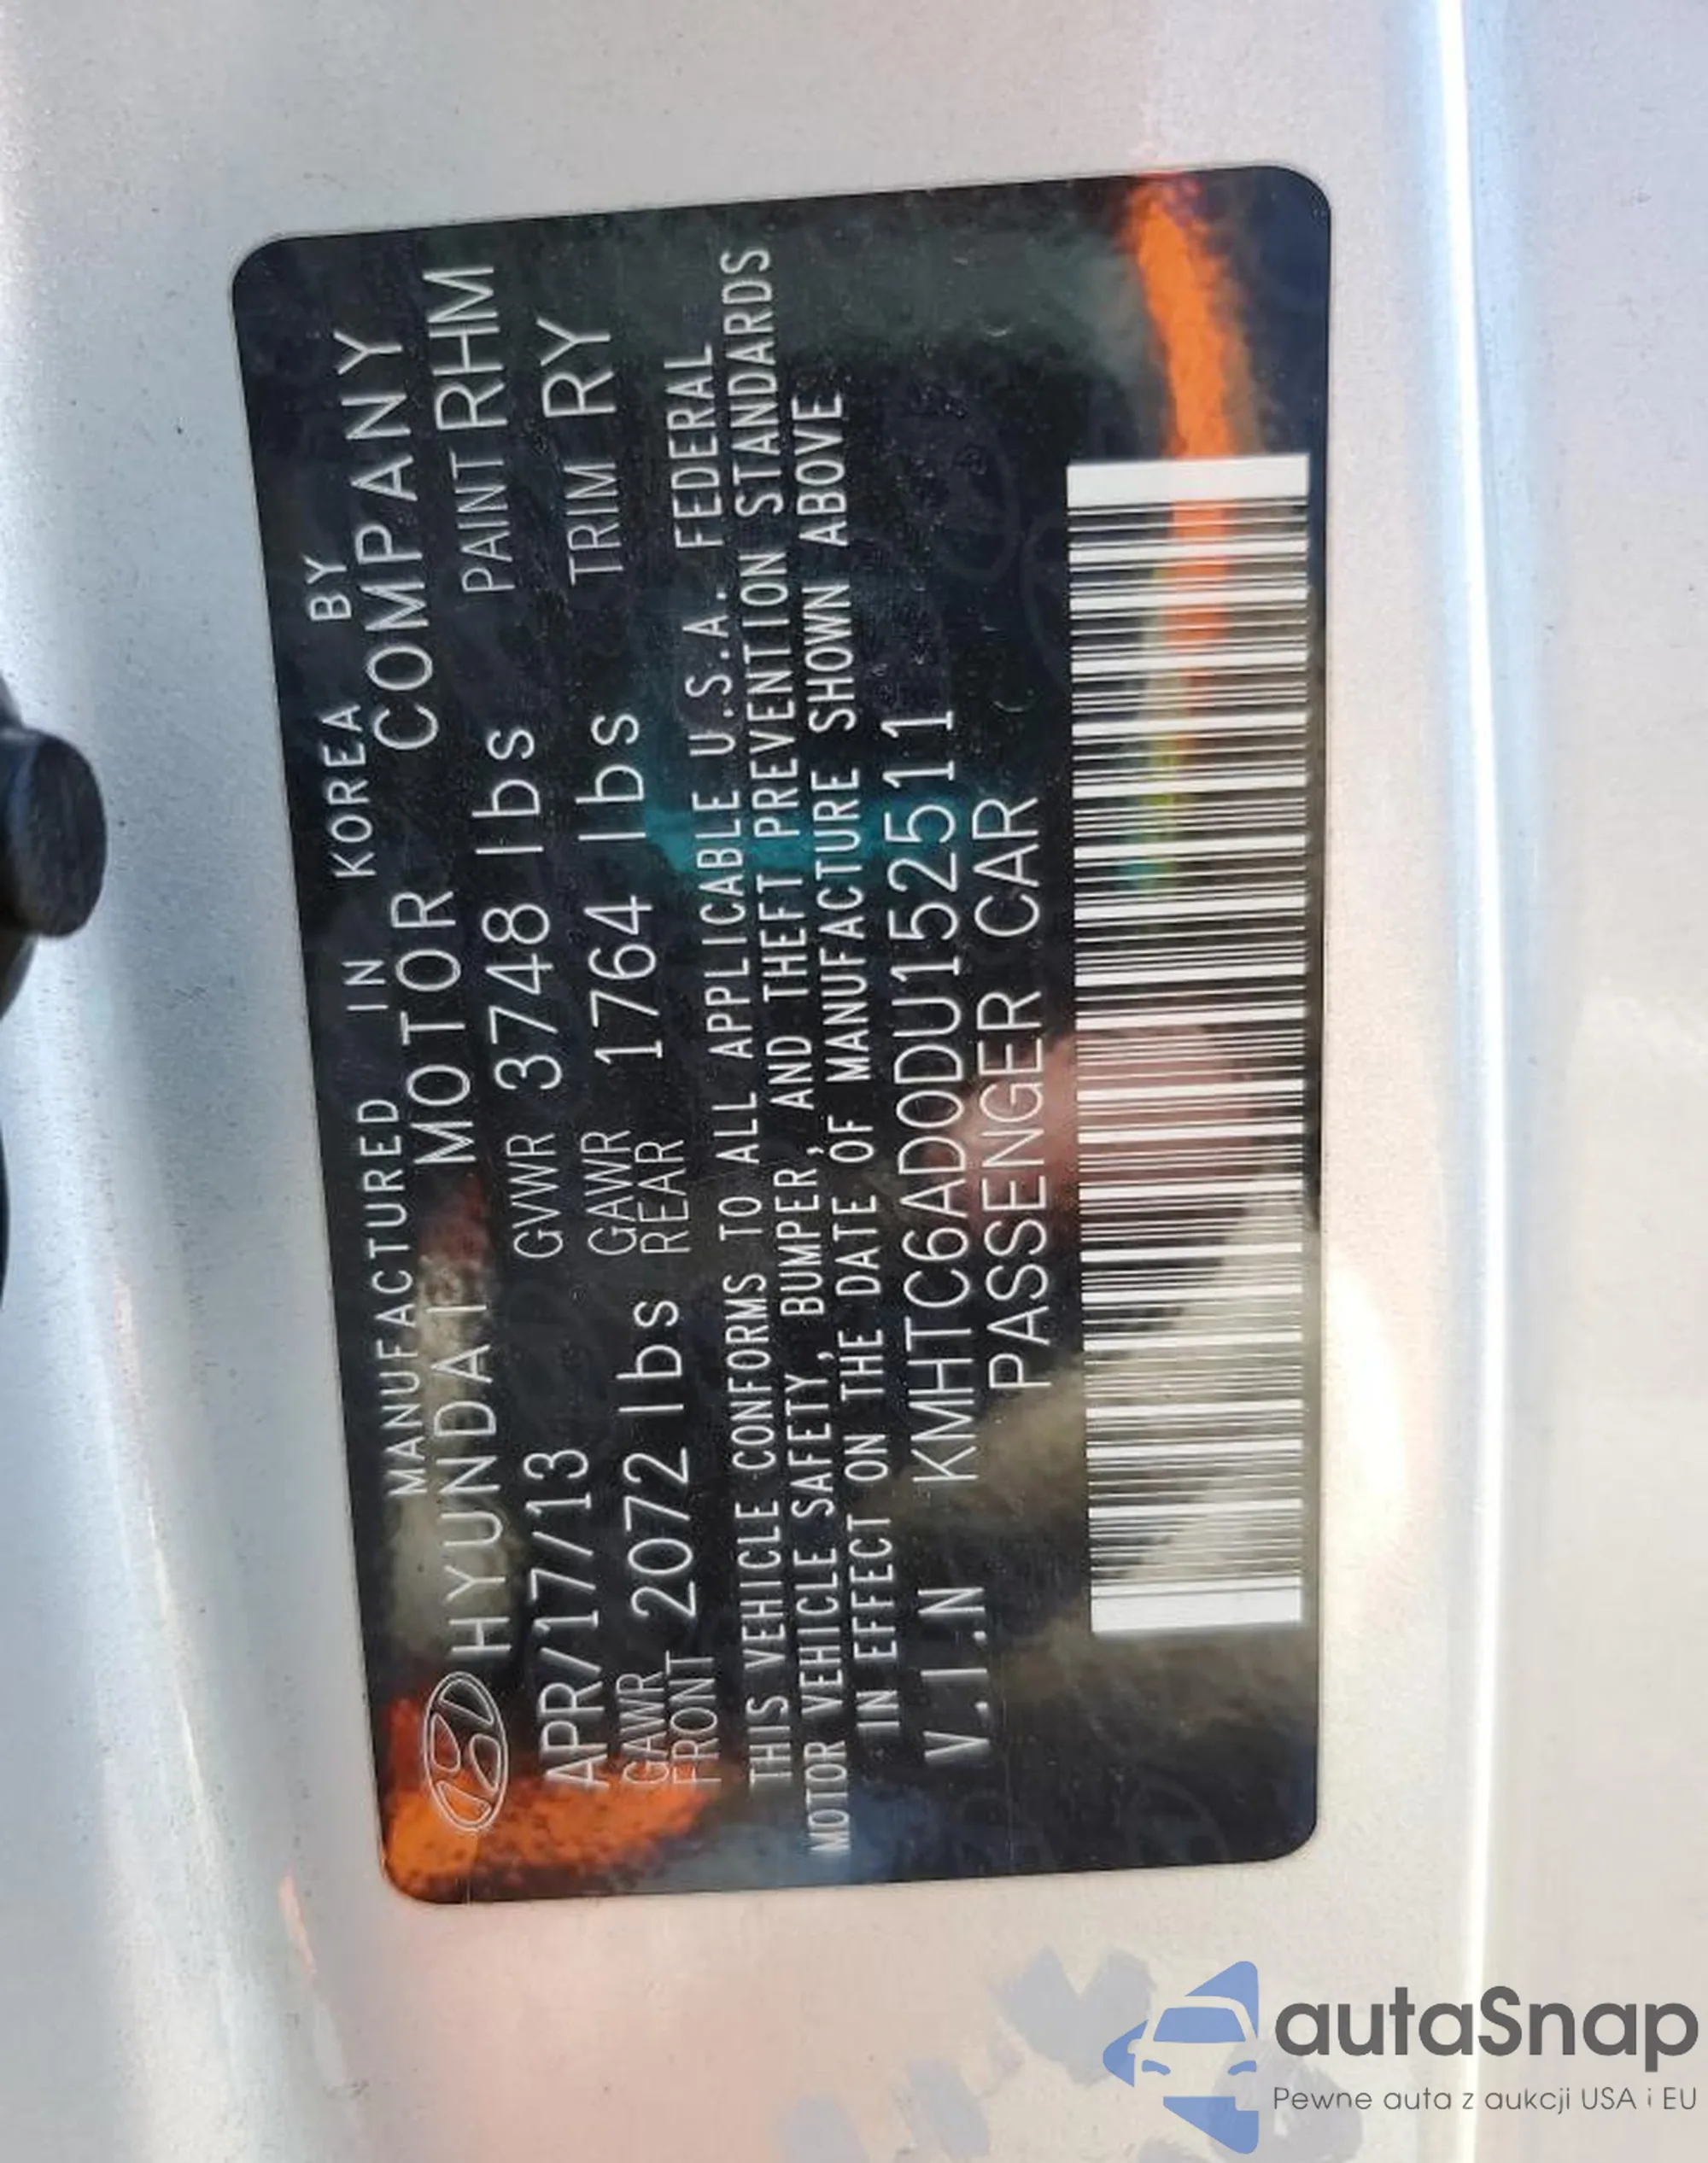 MANUFACTURED IN KOREA BY
HYUNDAI MOTOR COMPANY
APR/17/13 GVWR 3748 lbs PAINT RHM
GAWR FRONT 2072 lbs GAWR REAR 1764 lbs TRIM RY
THIS VEHICLE CONFORMS TO ALL APPLICABLE U.S.A. FEDERAL
MOTOR VEHICLE SAFETY, BUMPER, AND THEFT PREVENTION STANDARDS
IN EFFECT ON THE DATE OF MANUFACTURE SHOWN ABOVE
V.I.N KMHTC6AD0DU152511
PASSENGER CAR
autaSnap
Pewne auta z aukcji USA i EU